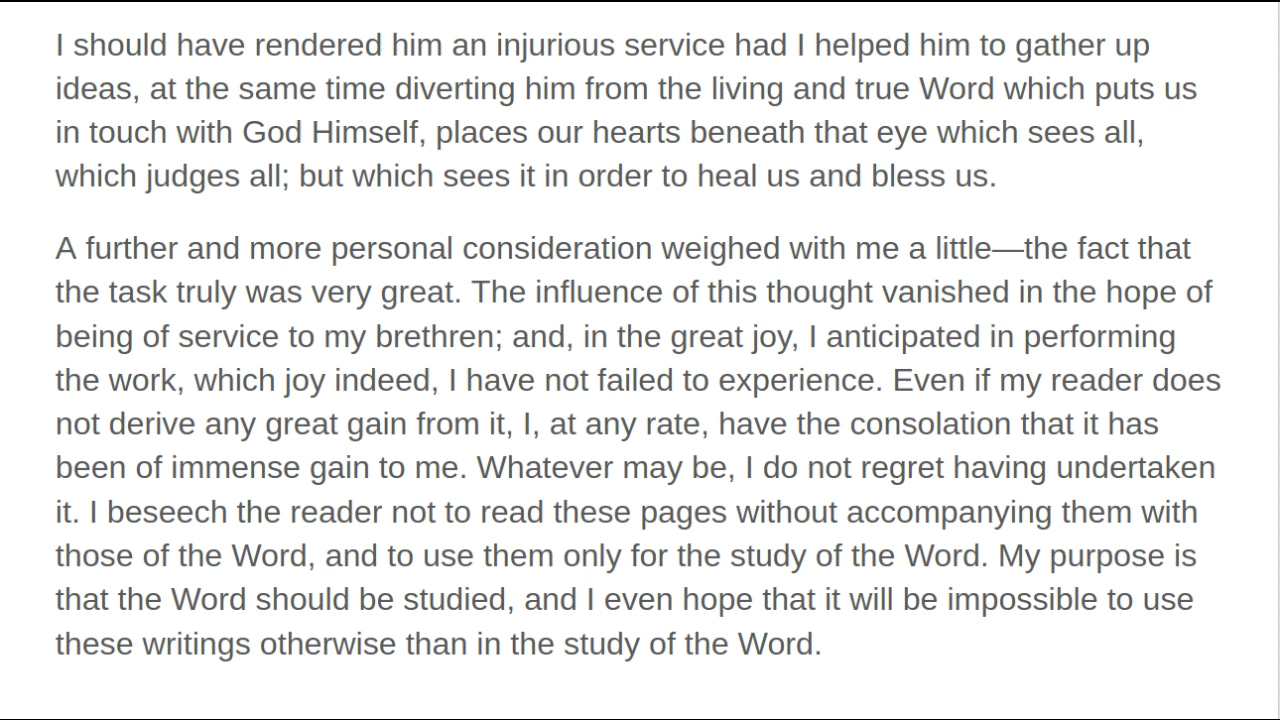 I should have rendered him an injurious service had I helped him to gather up
ideas, at the same time diverting him from the living and true Word which puts us
in touch with God Himself, places our hearts beneath that eye which sees all,
which judges all; but which sees it in order to heal us and bless us.
A further and more personal consideration weighed with me a little—the fact that
the task truly was very great. The influence of this thought vanished in the hope of
being of service to my brethren; and, in the great joy, I anticipated in performing
the work, which joy indeed, I have not failed to experience. Even if my reader does
not derive any great gain from it, I, at any rate, have the consolation that it has
been of immense gain to me. Whatever may be, I do not regret having undertaken
it. I beseech the reader not to read these pages without accompanying them with
those of the Word, and to use them only for the study of the Word. My purpose is
that the Word should be studied, and I even hope that it will be impossible to use
these writings otherwise than in the study of the Word.